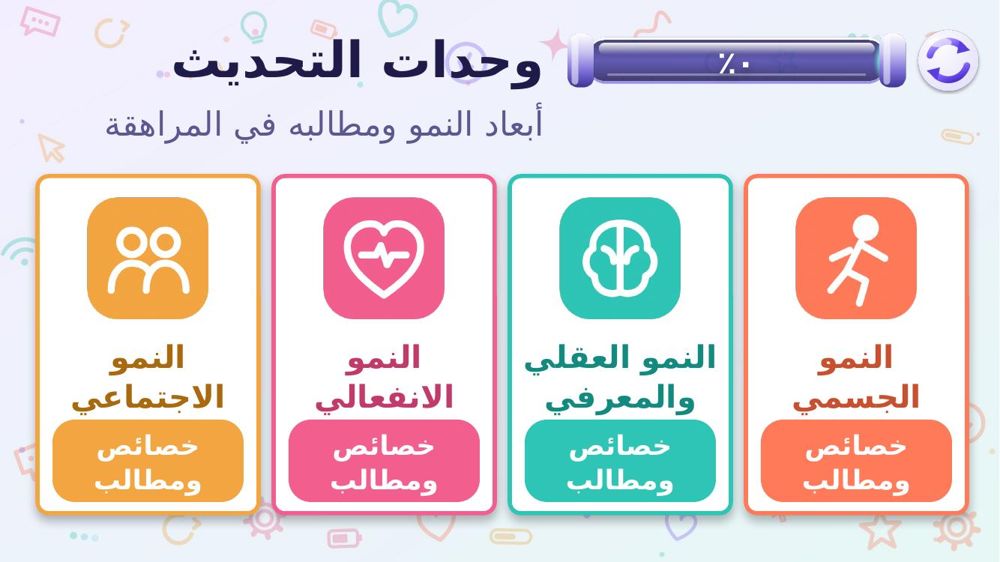 ٪٠
وحدات التحديث
أبعاد النمو ومطالبه في المراهقة
النمو
الجسمي
خصائص
ومطالب
النمو العقلي
والمعرفي
خصائص
ومطالب
النمو
الانفعالي
خصائص
ومطالب
النمو
الاجتماعي
خصائص
ومطالب